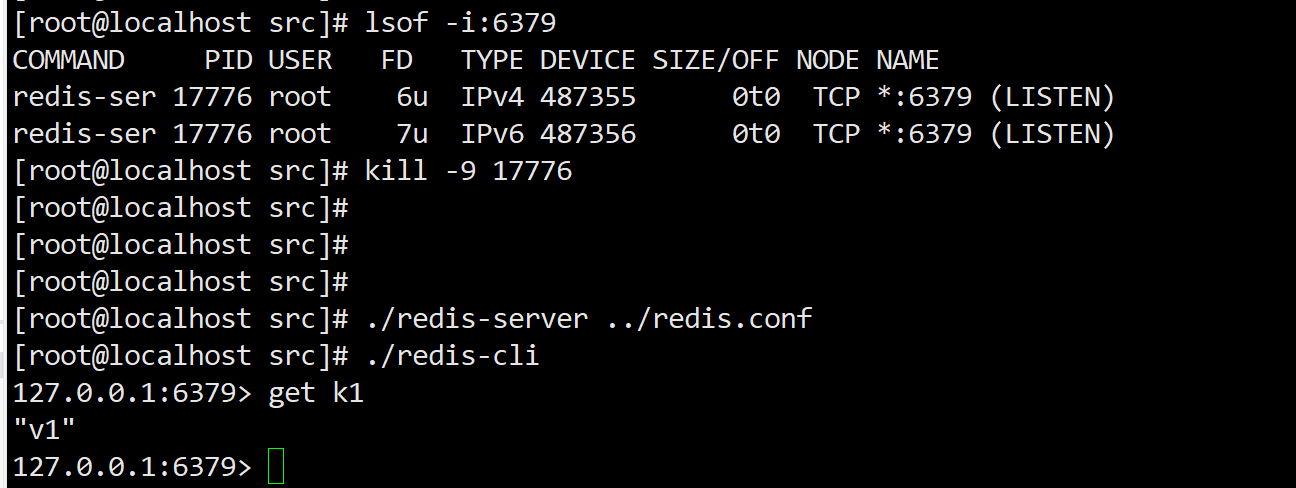 [root@localhost src]# lsof -i:6379
COMMAND     PID USER   FD   TYPE DEVICE SIZE/OFF NODE NAME
redis-ser 17776 root    6u  IPv4 487355      0t0  TCP *:6379 (LISTEN)
redis-ser 17776 root    7u  IPv6 487356      0t0  TCP *:6379 (LISTEN)
[root@localhost src]# kill -9 17776
[root@localhost src]#
[root@localhost src]#
[root@localhost src]#
[root@localhost src]# ./redis-server ../redis.conf
[root@localhost src]# ./redis-cli
127.0.0.1:6379> get k1
"v1"
127.0.0.1:6379>